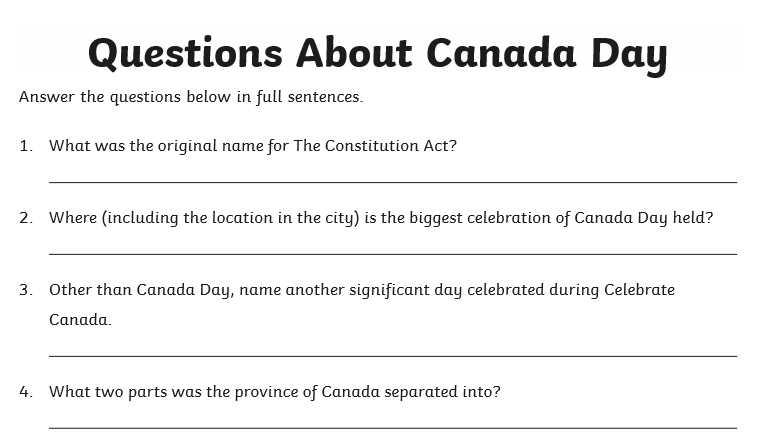 Questions About Canada Day
Answer the questions below in full sentences.
1. What was the original name for The Constitution Act?
2. Where (including the location in the city) is the biggest celebration of Canada Day held?
3. Other than Canada Day, name another significant day celebrated during Celebrate
Canada.
4. What two parts was the province of Canada separated into?